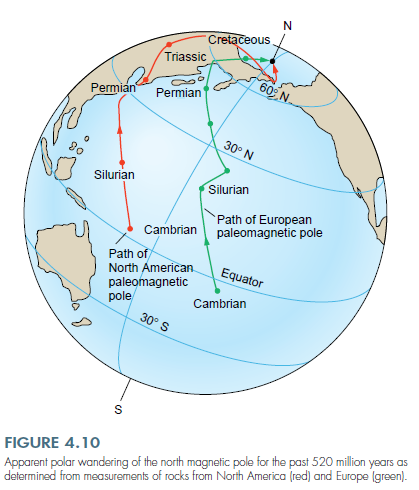 N
Cretaceous
Triassic
Permian
Permian
60° N
30° N
Silurian
Silurian
Path of European
paleomagnetic pole
Cambrian
Path of
North American
paleomagnetic
pole
Equator
Cambrian
30° S
S
FIGURE 4.10
Apparent polar wandering of the north magnetic pole for the past 520 million years as
determined from measurements of rocks from North America (red) and Europe (green).